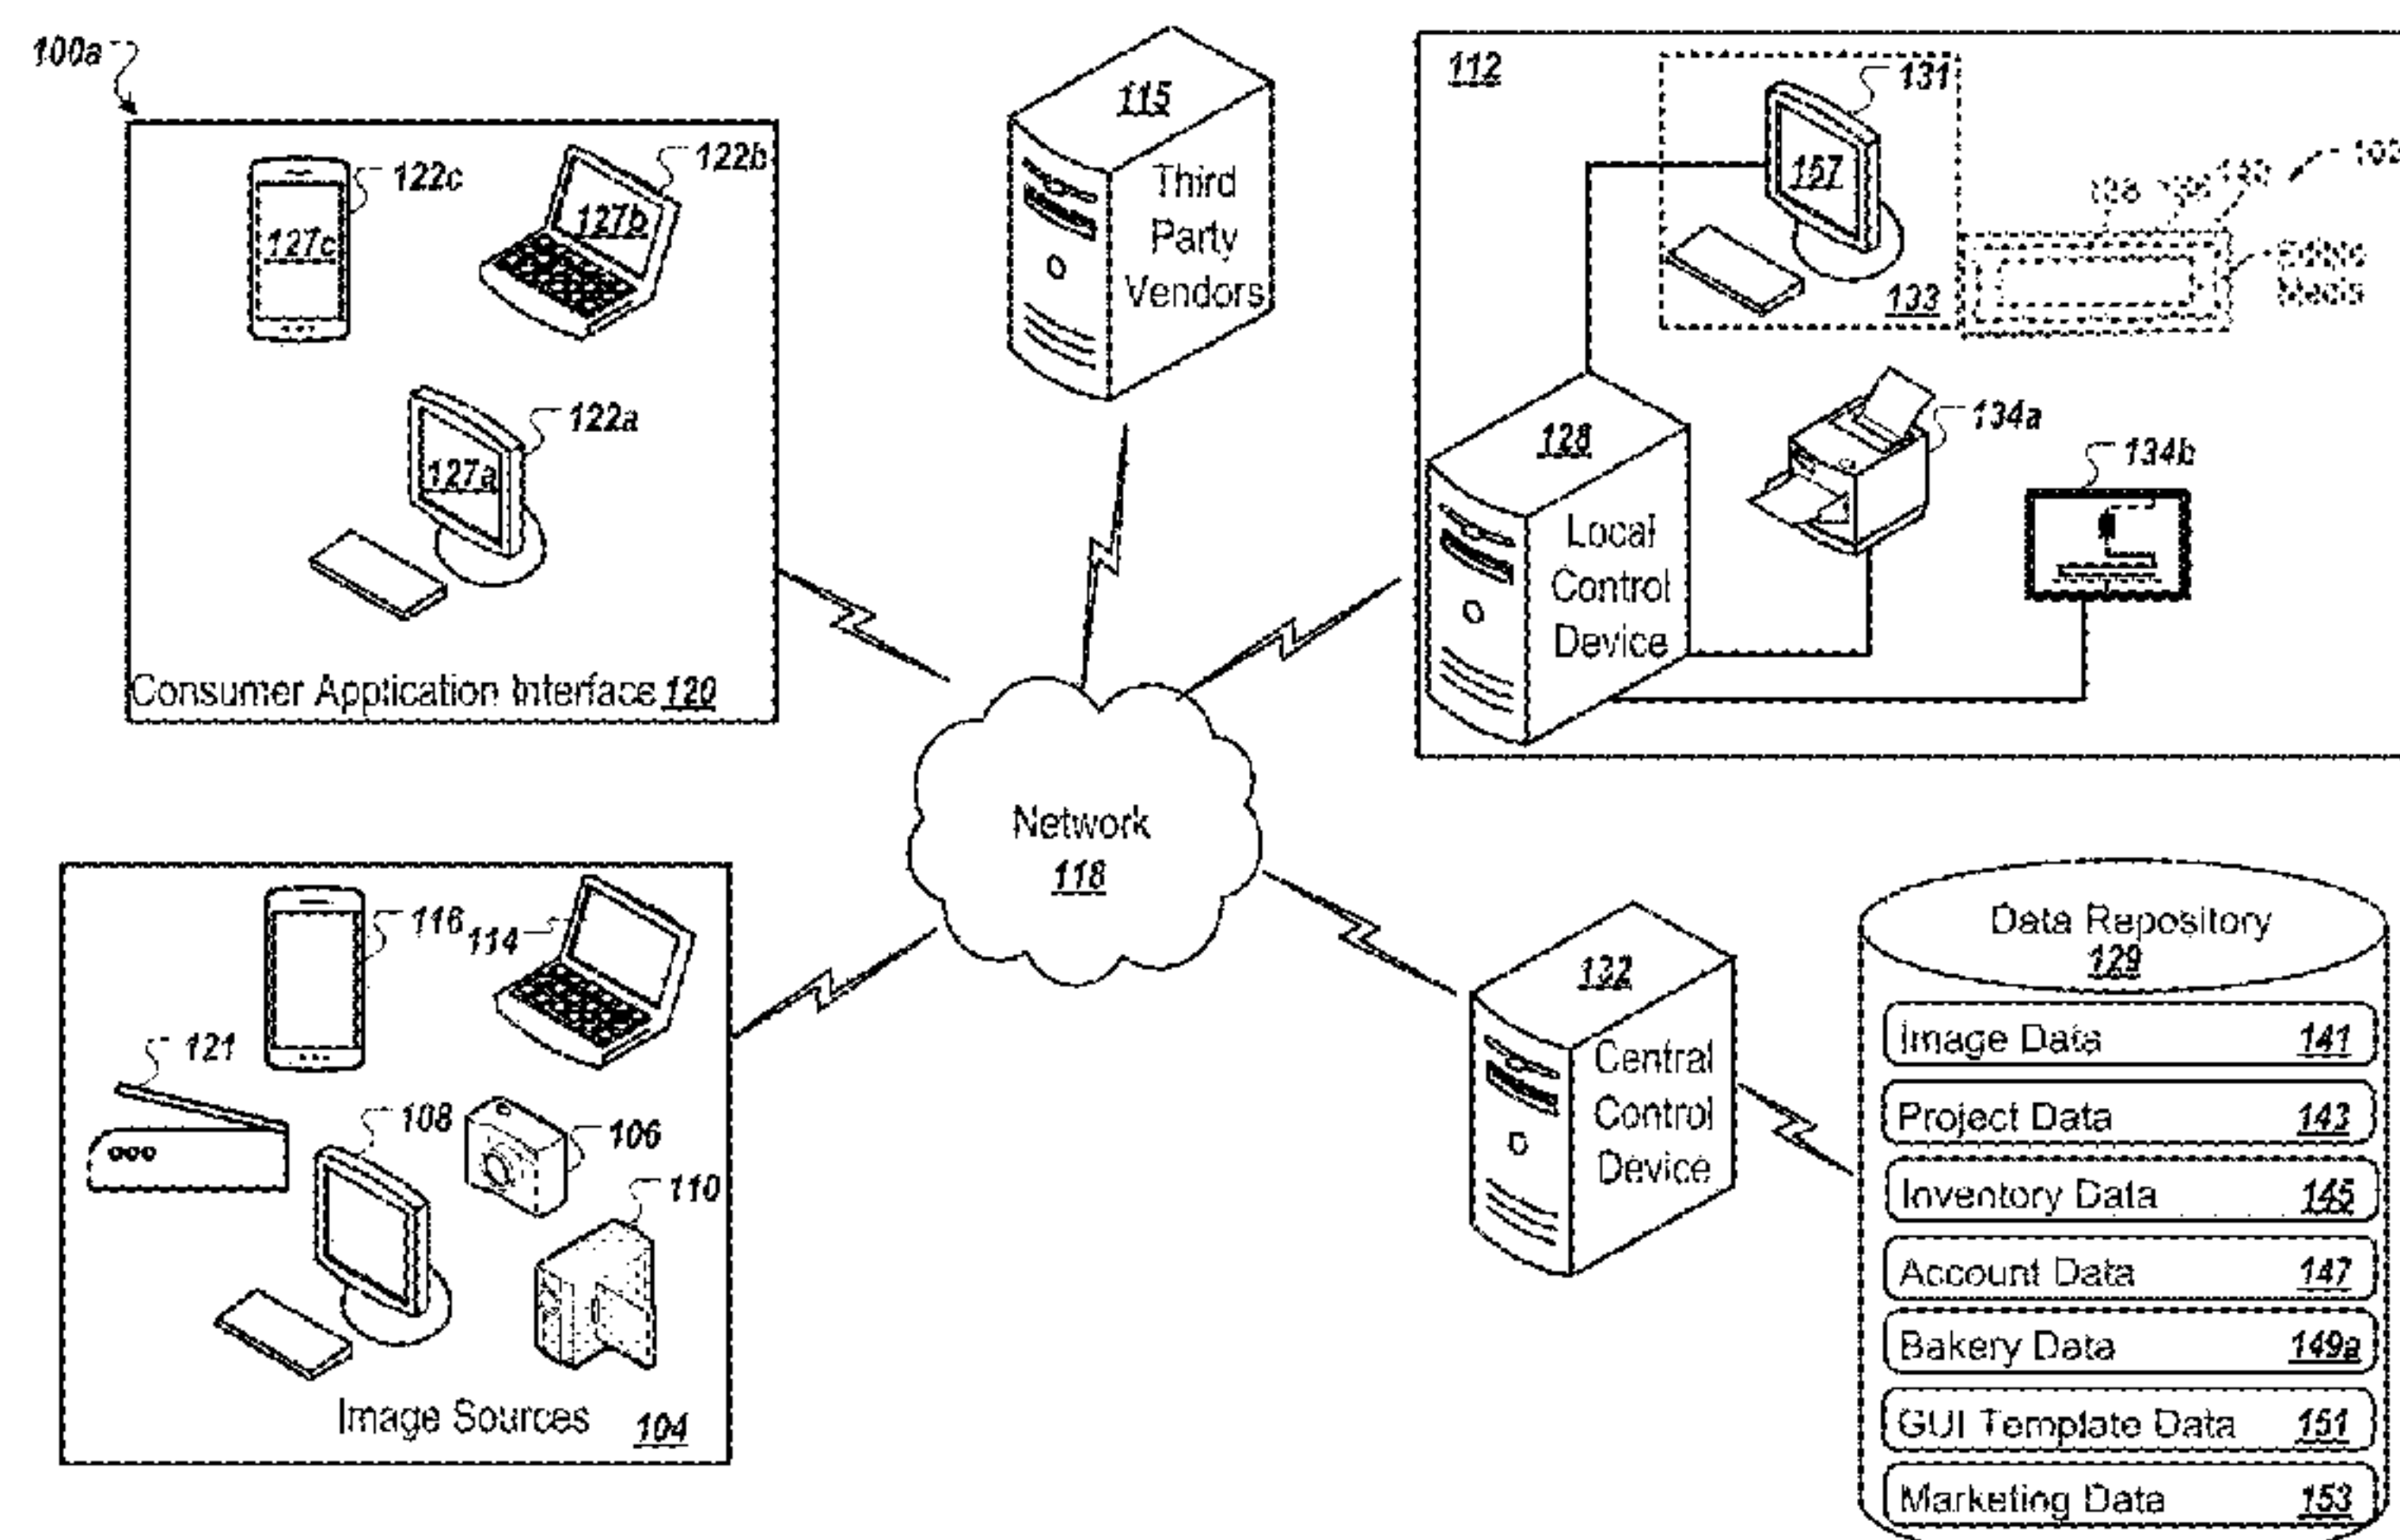 100a
122c
122b
127c
127b
122a
127a
Consumer Application Interface 120
115
Third
Party
Vendors
112
131
157
133
102
128
Local
Control
Device
134a
134b
Network
118
116
114
121
108
106
110
Image Sources 104
132
Central
Control
Device
Data Repository
129
Image Data 141
Project Data 143
Inventory Data 145
Account Data 147
Bakery Data 149a
GUI Template Data 151
Marketing Data 153